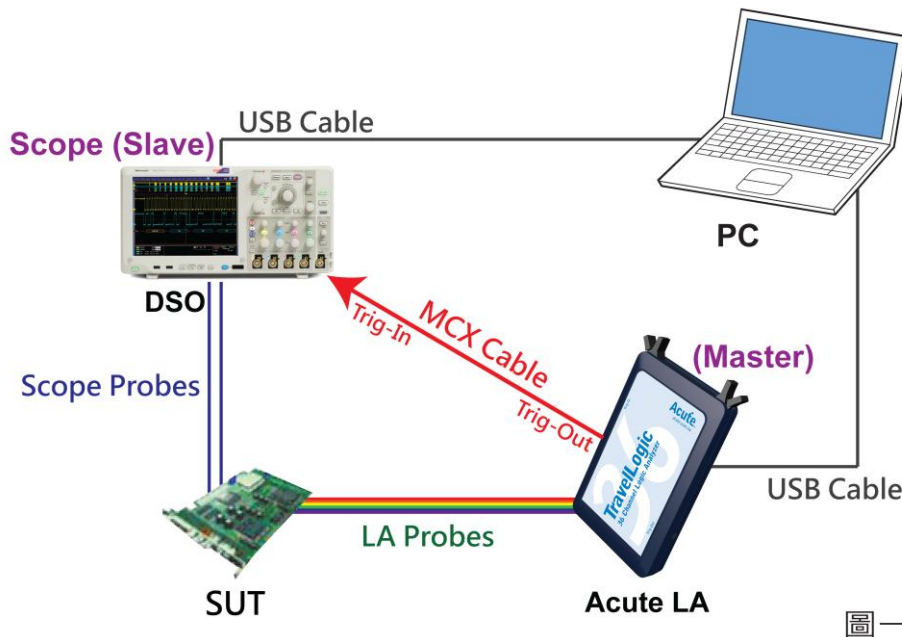 USB Cable
Scope (Slave)
PC
DSO
MCX Cable
Trig-In
Trig-Out
(Master)
Scope Probes
Acute
TravelLogic
36 Channel Logic Analyzer
36
USB Cable
LA Probes
SUT
Acute LA
圖一